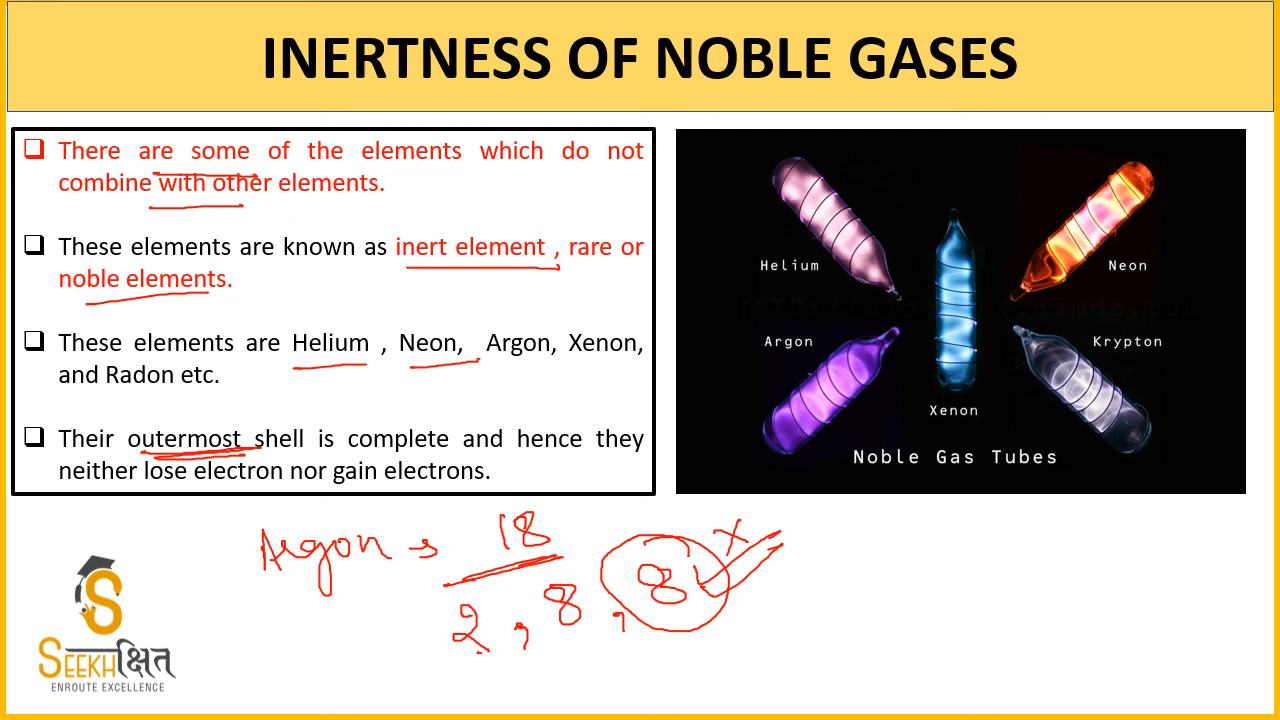 INERTNESS OF NOBLE GASES
There are some of the elements which do not
combine with other elements.
These elements are known as inert element , rare or
noble elements.
These elements are Helium , Neon, Argon, Xenon,
and Radon etc.
Their outermost shell is complete and hence they
neither lose electron nor gain electrons.
Helium
Neon
Argon
Krypton
Xenon
Noble Gas Tubes
Argon → 18
2, 8, 8
S
SEEKHक्षित
ENROUTE EXCELLENCE